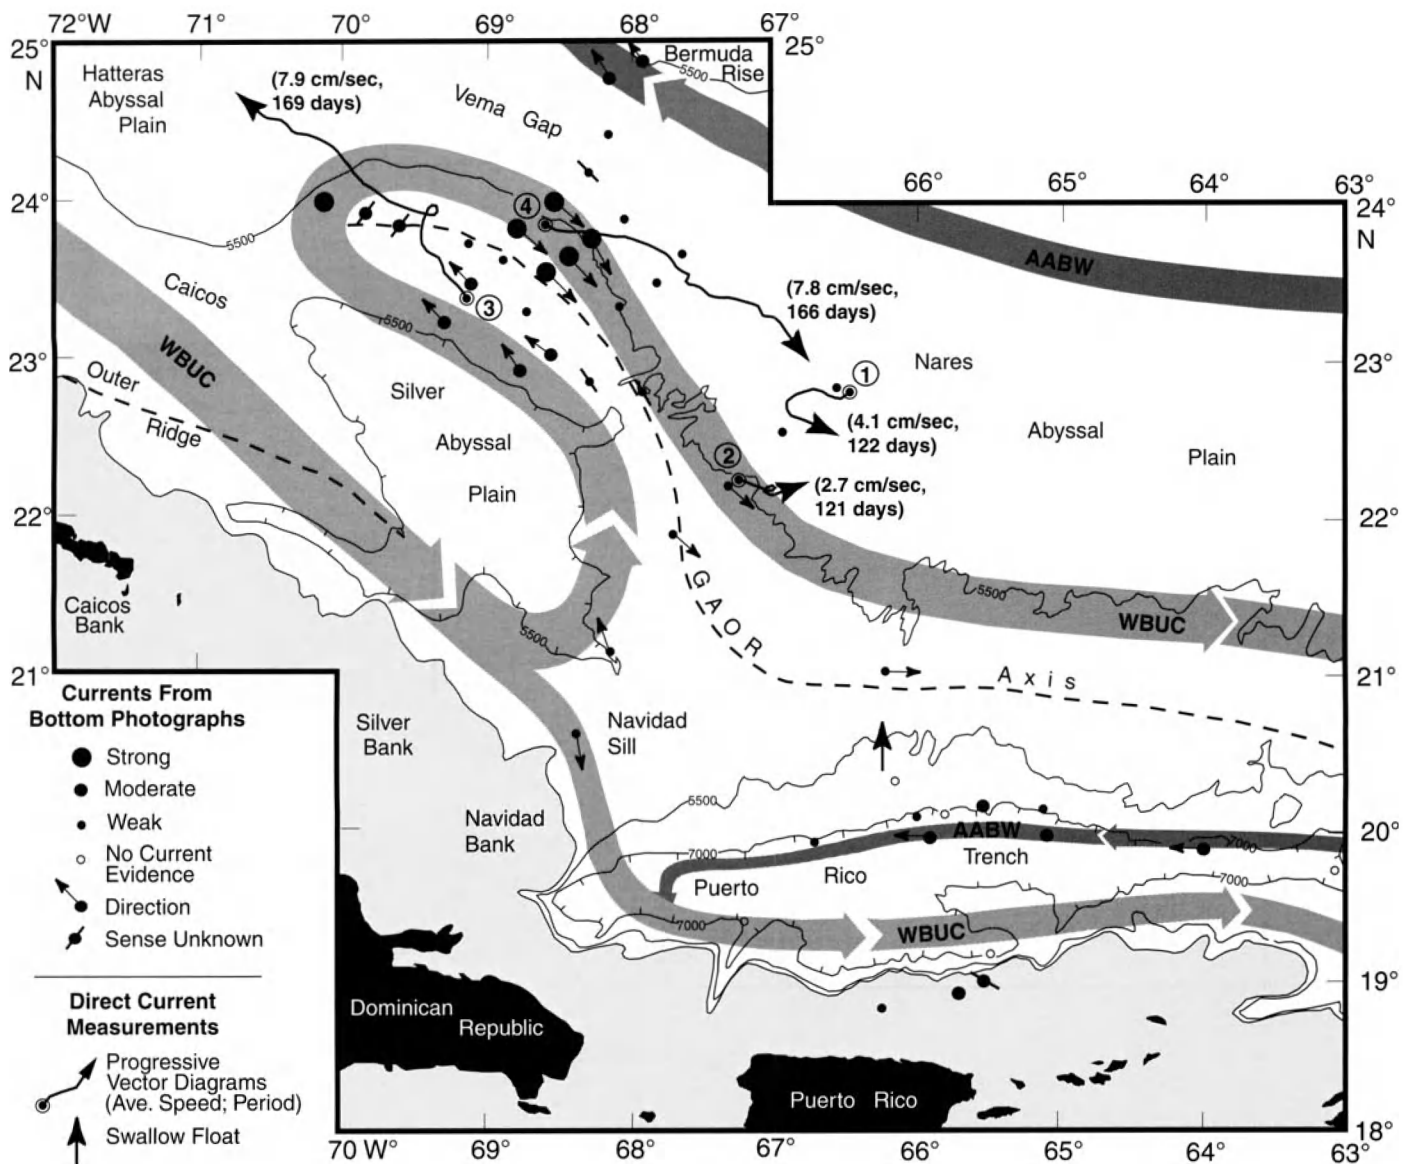 72°W 71° 70° 69° 68° 67°
25°
N
25°
Hatteras
Abyssal
Plain
(7.9 cm/sec,
169 days)
Vema Gap
Bermuda
Rise
5500
66° 65° 64° 63°
24°
24°
N
4
AABW
5500
Caicos
3
5500
(7.8 cm/sec,
166 days)
23°
23°
WBUC
Outer
Ridge
Silver
Abyssal
Plain
Nares
Abyssal
Plain
1
(4.1 cm/sec,
122 days)
2
(2.7 cm/sec,
121 days)
22°
22°
GAOR
Axis
5500
WBUC
Caicos
Bank
5500
21°
21°
Currents From
Bottom Photographs
Strong
Moderate
Weak
No Current
Evidence
Direction
Sense Unknown
Silver
Bank
Navidad
Sill
Navidad
Bank
5500
20°
AABW
Trench
7000
7000
Puerto Rico
7000
7000
WBUC
19°
Direct Current
Measurements
Progressive
Vector Diagrams
(Ave. Speed; Period)
Swallow Float
Dominican
Republic
Puerto Rico
18°
70°W 69° 68° 67° 66° 65° 64° 63°